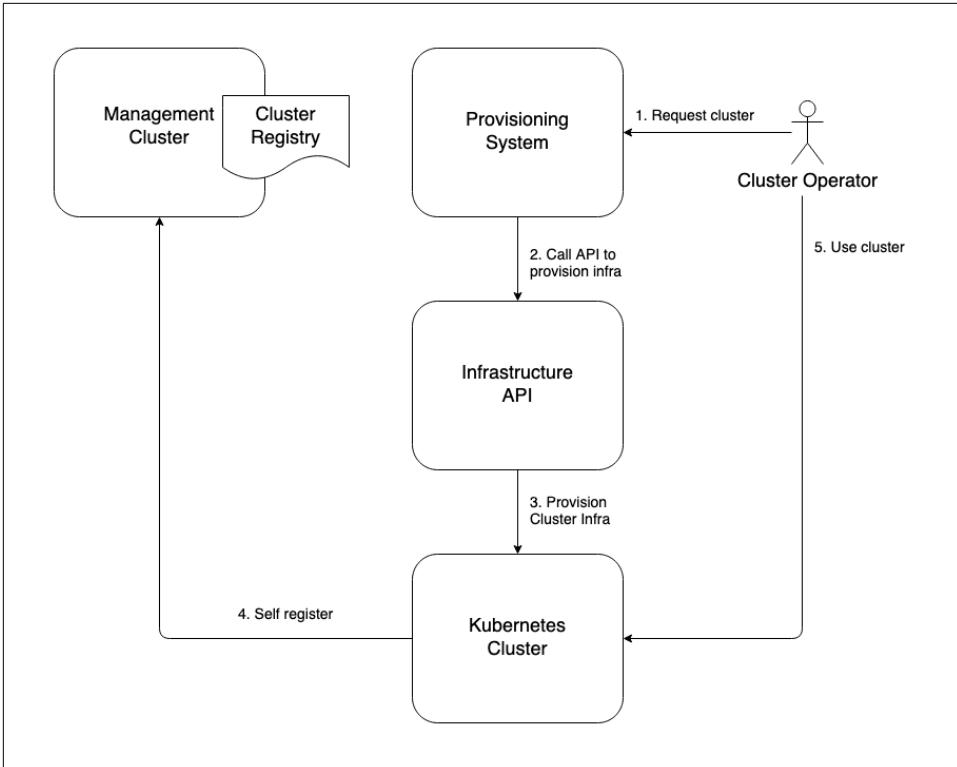 Management
Cluster
Cluster
Registry
Provisioning
System
1. Request cluster
Cluster Operator
2. Call API to
provision infra
5. Use cluster
Infrastructure
API
3. Provision
Cluster Infra
4. Self register
Kubernetes
Cluster